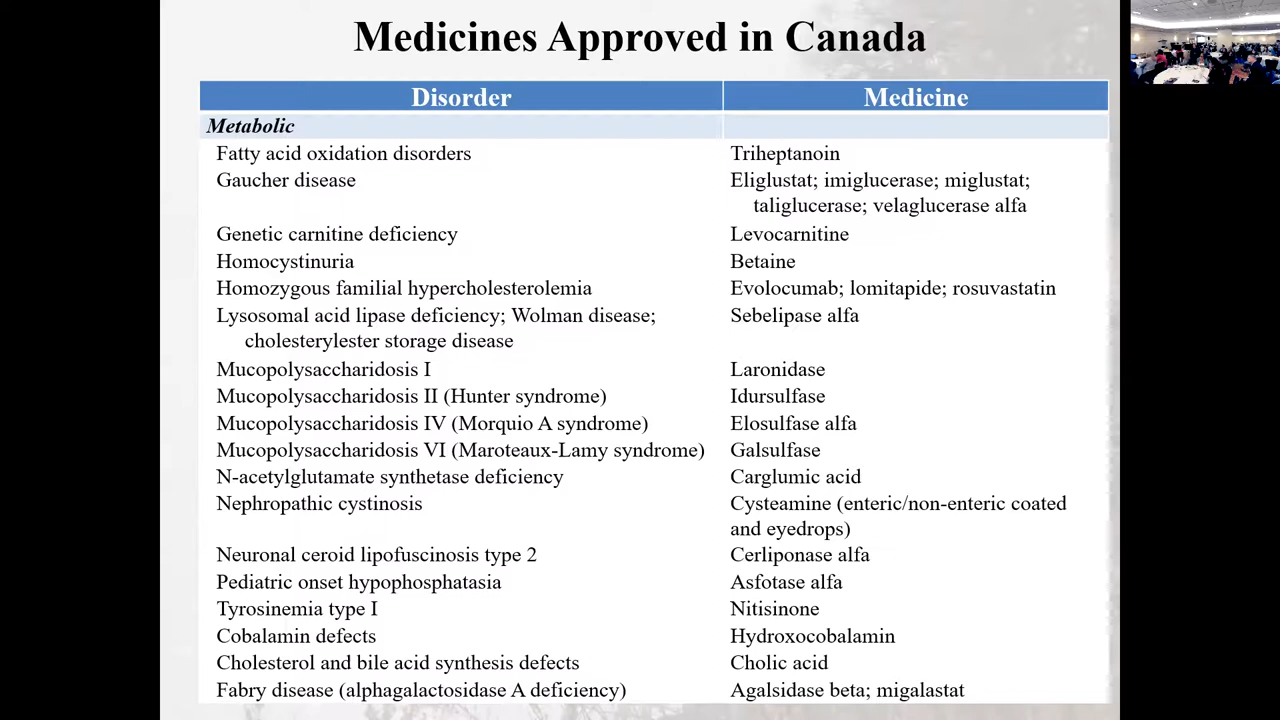 Medicines Approved in Canada
Disorder Medicine
Metabolic
Fatty acid oxidation disorders Triheptanoin
Gaucher disease Eliglustat; imiglucerase; miglustat;
taliglucerase; velaglucerase alfa
Genetic carnitine deficiency Levocarnitine
Homocystinuria Betaine
Homozygous familial hypercholesterolemia Evolocumab; lomitapide; rosuvastatin
Lysosomal acid lipase deficiency; Wolman disease; Sebelipase alfa
cholesterylester storage disease
Mucopolysaccharidosis I Laronidase
Mucopolysaccharidosis II (Hunter syndrome) Idursulfase
Mucopolysaccharidosis IV (Morquio A syndrome) Elosulfase alfa
Mucopolysaccharidosis VI (Maroteaux-Lamy syndrome) Galsulfase
N-acetylglutamate synthetase deficiency Carglumic acid
Nephropathic cystinosis Cysteamine (enteric/non-enteric coated
and eyedrops)
Neuronal ceroid lipofuscinosis type 2 Cerliponase alfa
Pediatric onset hypophosphatasia Asfotase alfa
Tyrosinemia type I Nitisinone
Cobalamin defects Hydroxocobalamin
Cholesterol and bile acid synthesis defects Cholic acid
Fabry disease (alphagalactosidase A deficiency) Agalsidase beta; migalastat